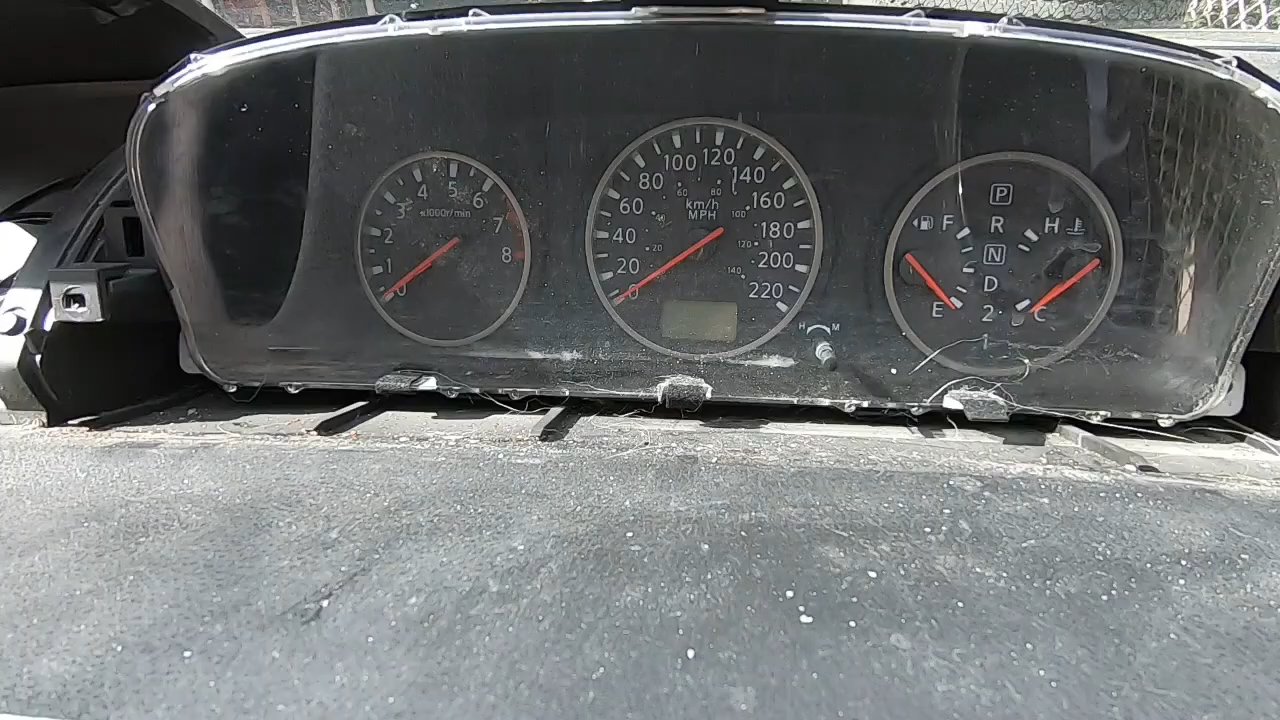 0 1 2 3 4 5 6 7 8
x1000r/min
0 20 40 60 80 100 120 140 160 180 200 220
km/h
MPH
20 60 80 100 120 140
H M
P
R
N
D
2
1
F
E
H
C